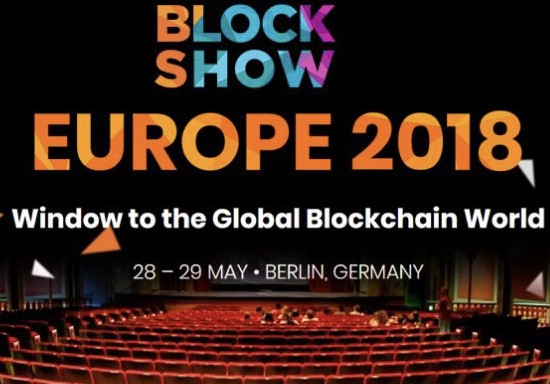 BLOCK
SHOW
EUROPE 2018
Window to the Global Blockchain World
28 – 29 MAY • BERLIN, GERMANY